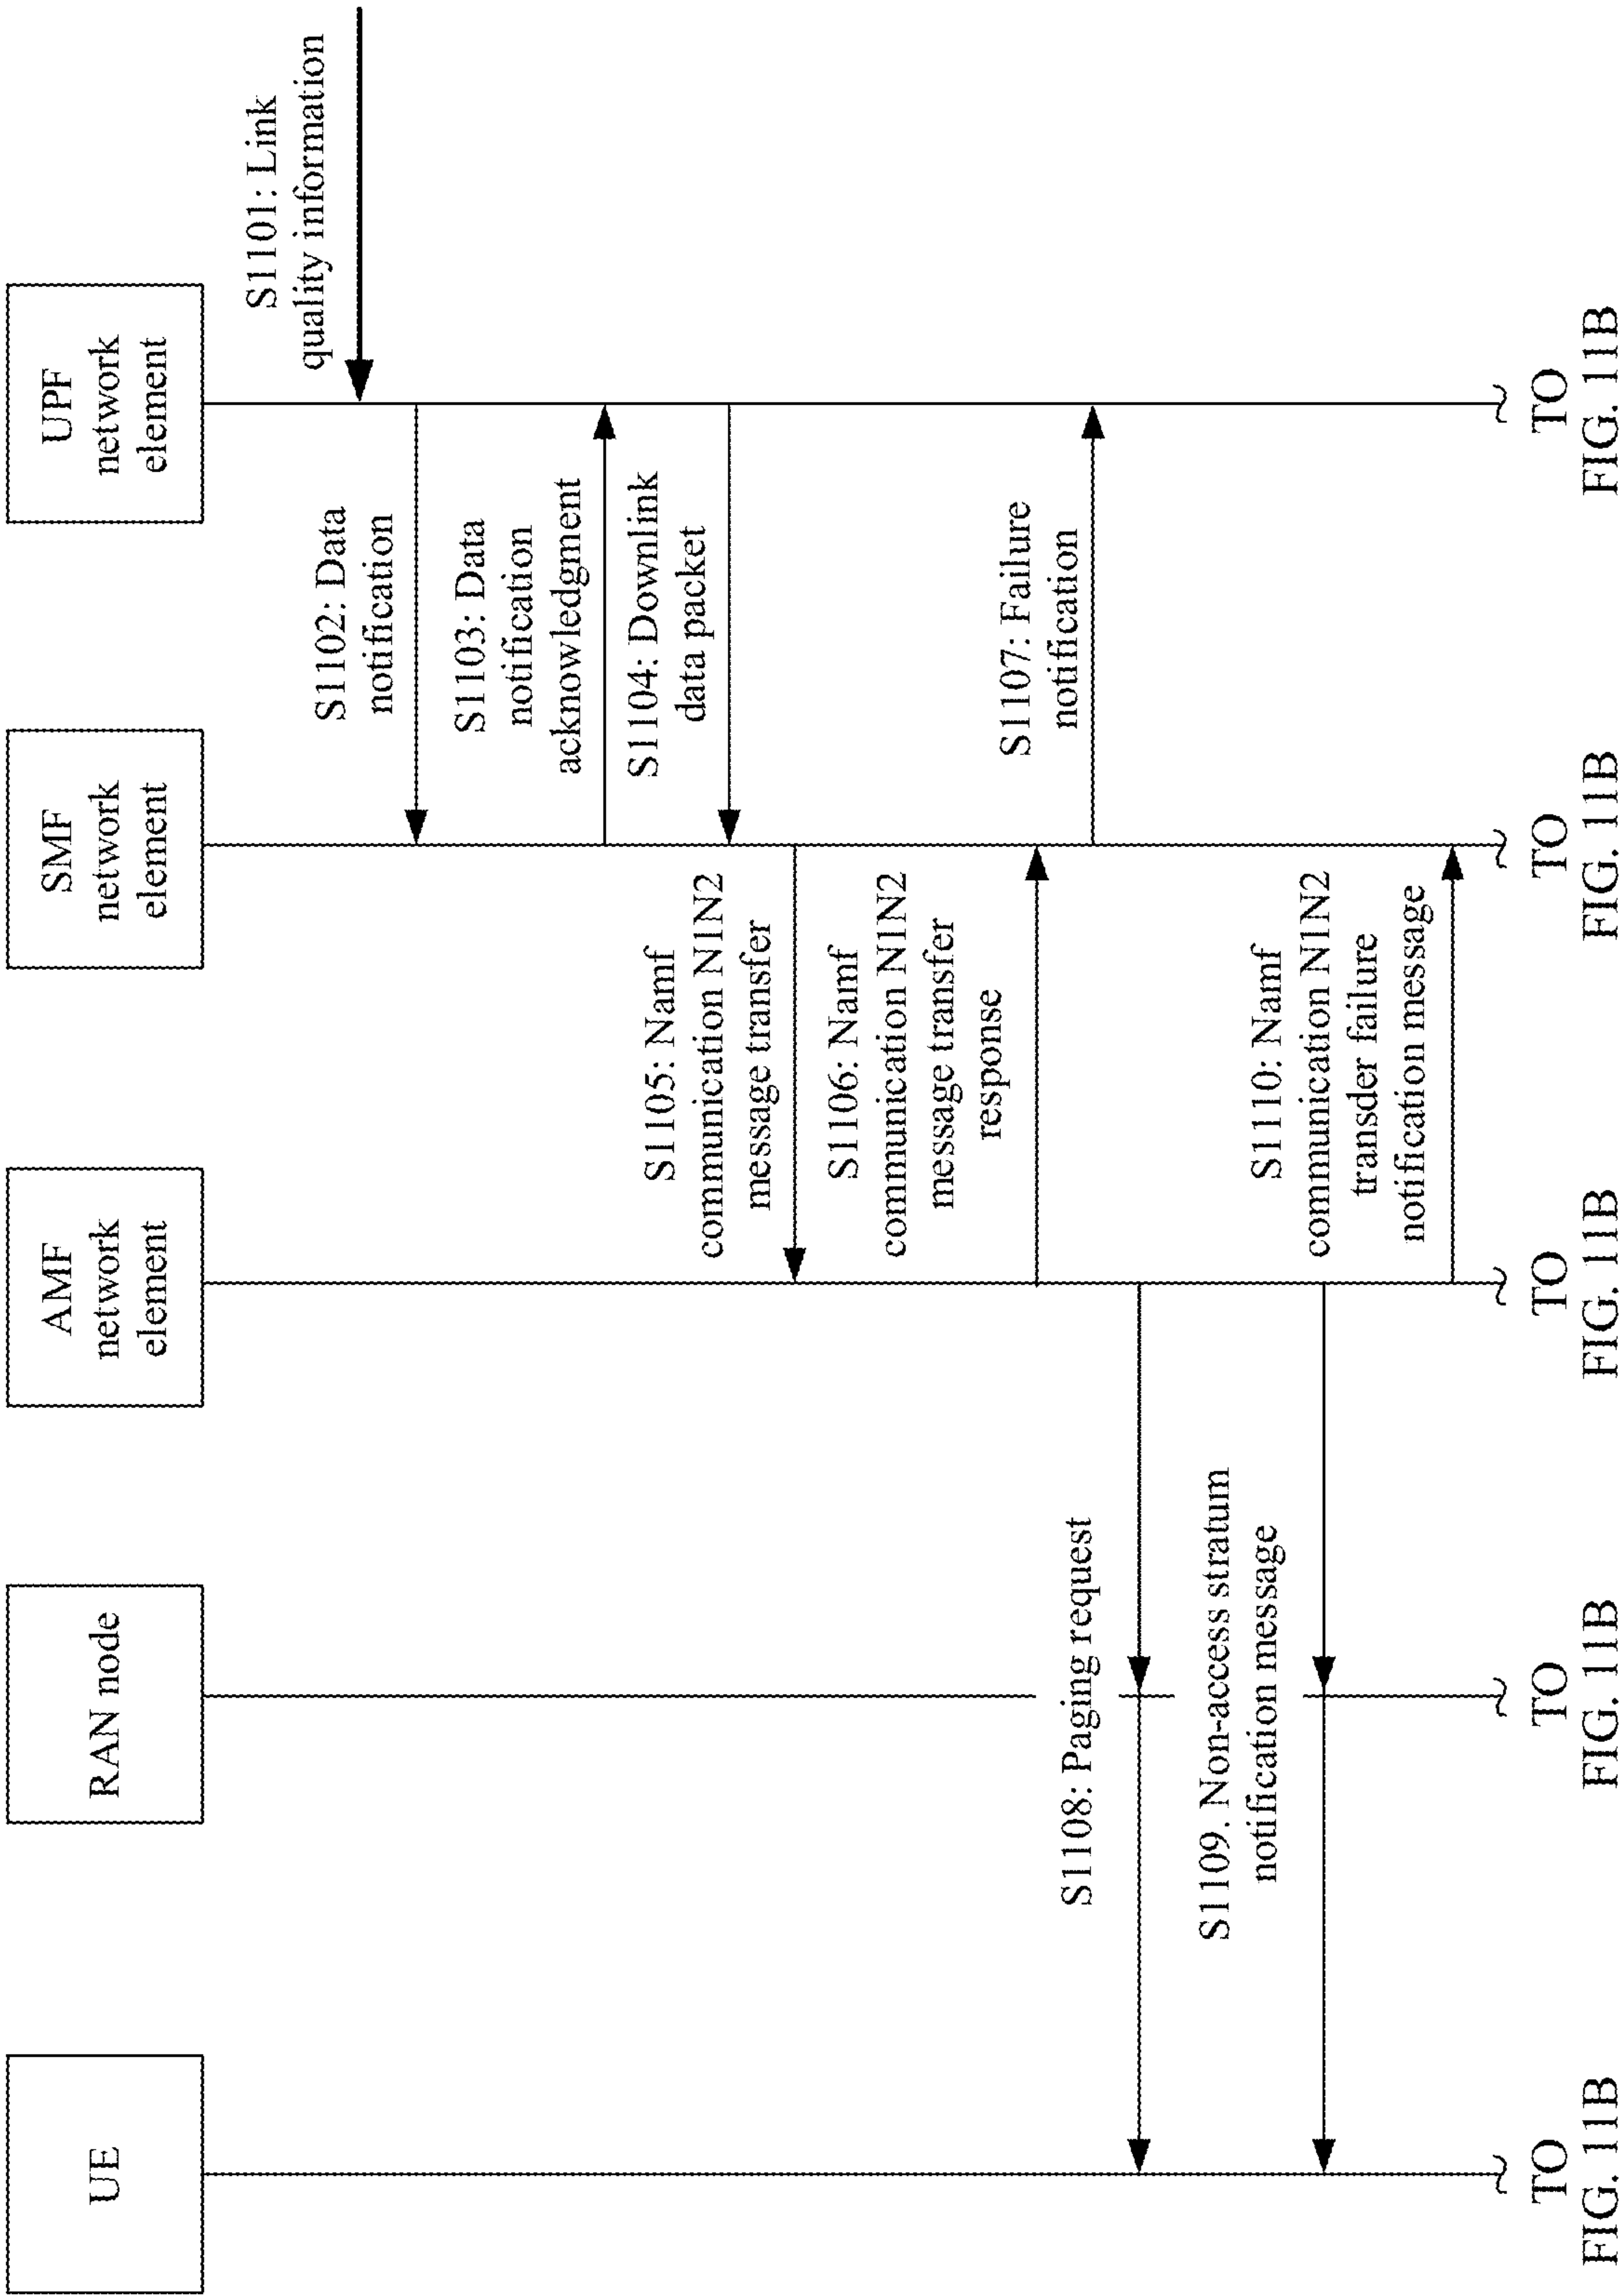 UE
RAN node
AMF
network
element
SMF
network
element
UPF
network
element
S1101: Link
quality information
S1102: Data
notification
S1103: Data
notification
acknowledgment
S1104: Downlink
data packet
S1105: Namf
communication N1N2
message transfer
S1106: Namf
communication N1N2
message transfer
response
S1107: Failure
notification
S1108: Paging request
S1109. Non-access stratum
notification message
S1110: Namf
communication N1N2
transder failure
notification message
TO
FIG. 11B
TO
FIG. 11B
TO
FIG. 11B
TO
FIG. 11B
TO
FIG. 11B